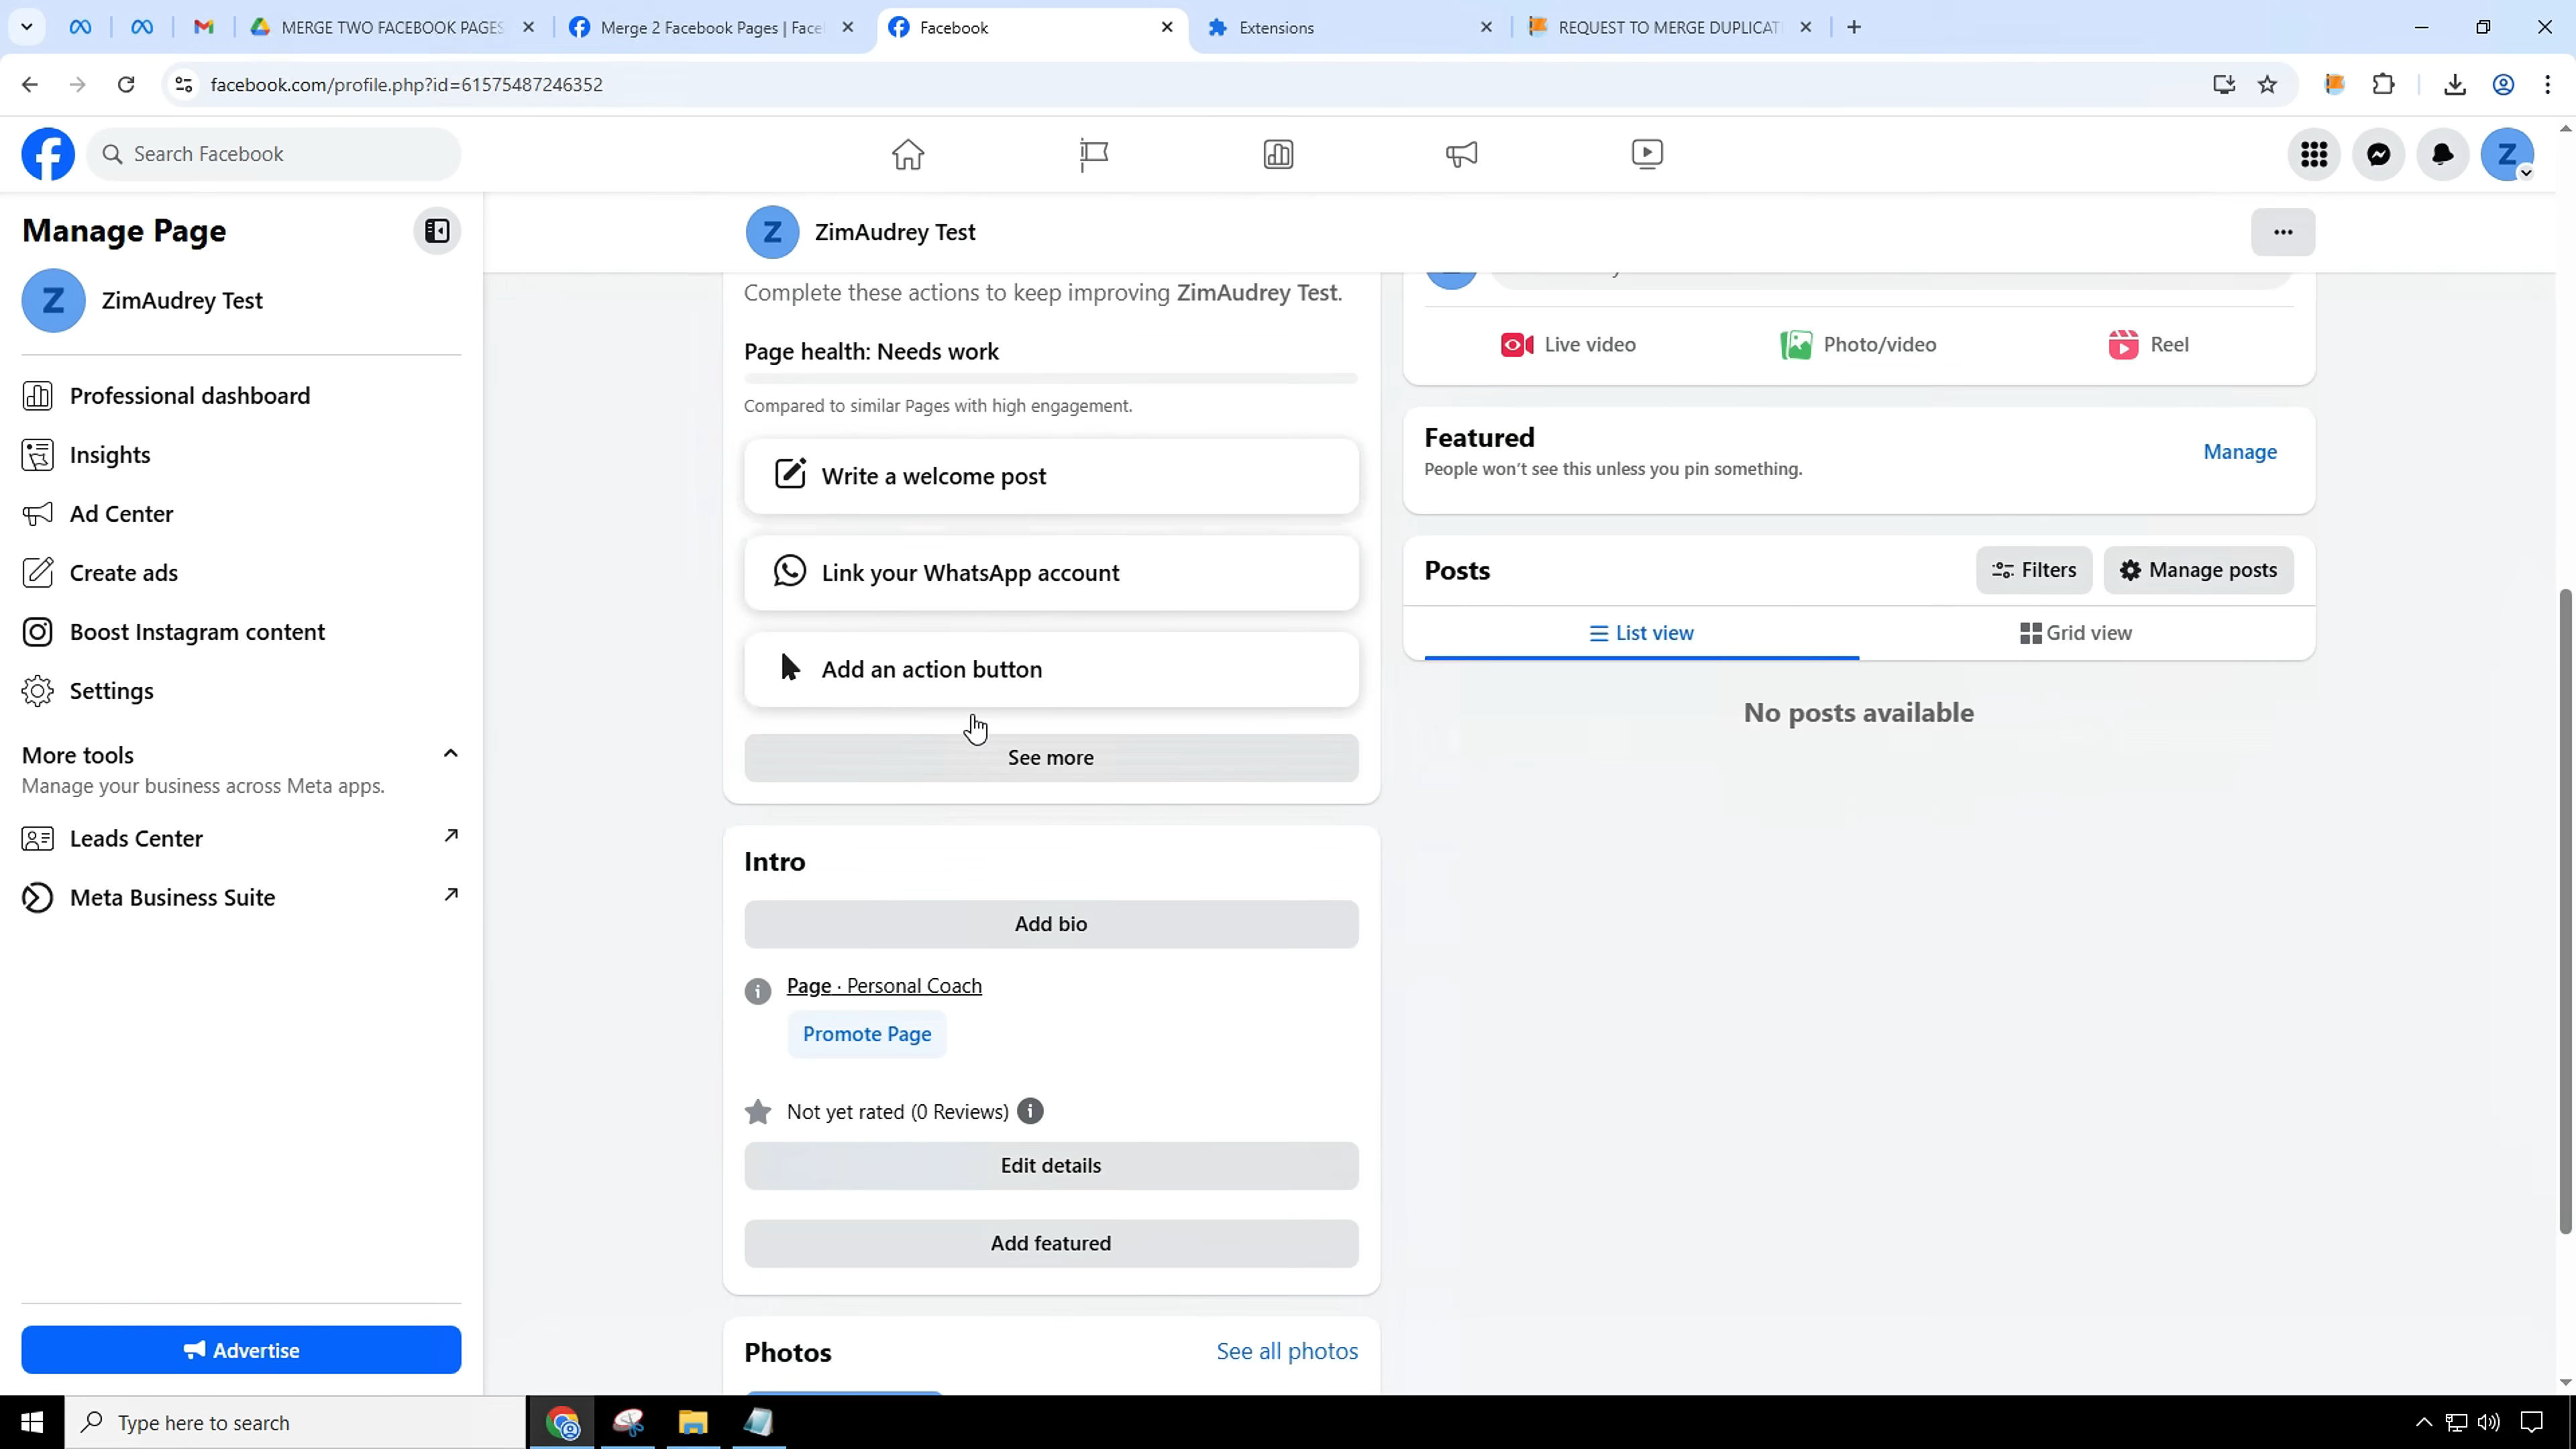 MERGE TWO FACEBOOK PAGES
Merge 2 Facebook Pages | Face
Facebook
Extensions
REQUEST TO MERGE DUPLICAT
facebook.com/profile.php?id=61575487246352
Search Facebook
Z
Manage Page
Z
ZimAudrey Test
Z
ZimAudrey Test
Professional dashboard
Insights
Ad Center
Create ads
Boost Instagram content
Settings
More tools
Manage your business across Meta apps.
Leads Center
Meta Business Suite
Advertise
Complete these actions to keep improving ZimAudrey Test.
Page health: Needs work
Compared to similar Pages with high engagement.
Write a welcome post
Link your WhatsApp account
Add an action button
See more
Intro
Add bio
Page · Personal Coach
Promote Page
Not yet rated (0 Reviews)
Edit details
Add featured
Photos
See all photos
Live video
Photo/video
Reel
Featured
Manage
People won't see this unless you pin something.
Posts
Filters
Manage posts
List view
Grid view
No posts available
Type here to search